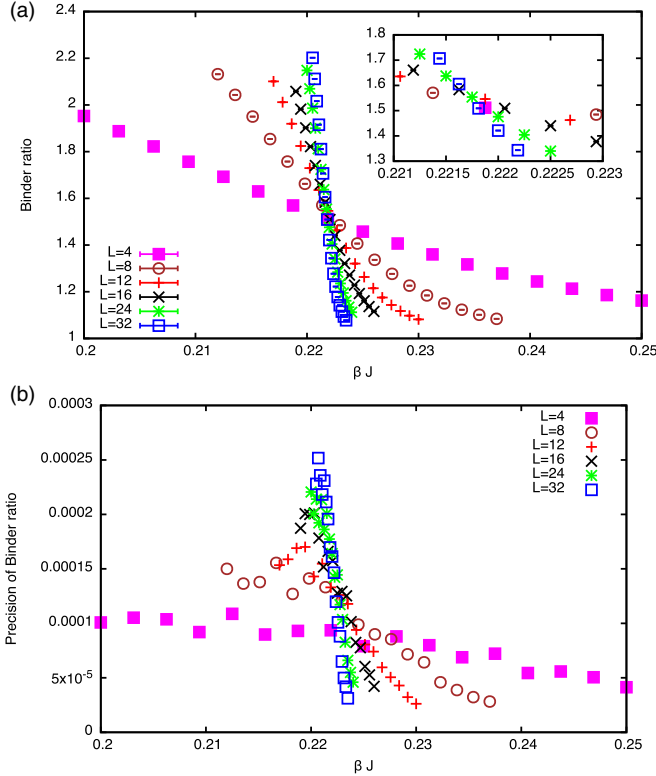 (a)
2.4
2.2
2
1.8
1.6
1.4
1.2
1
Binder ratio
0.2
0.21
0.22
0.23
0.24
0.25
β J
L=4
L=8
L=12
L=16
L=24
L=32
1.8
1.7
1.6
1.5
1.4
1.3
0.221
0.2215
0.222
0.2225
0.223
(b)
0.0003
0.00025
0.0002
0.00015
0.0001
5x10⁻⁵
0
Precision of Binder ratio
0.2
0.21
0.22
0.23
0.24
0.25
β J
L=4
L=8
L=12
L=16
L=24
L=32